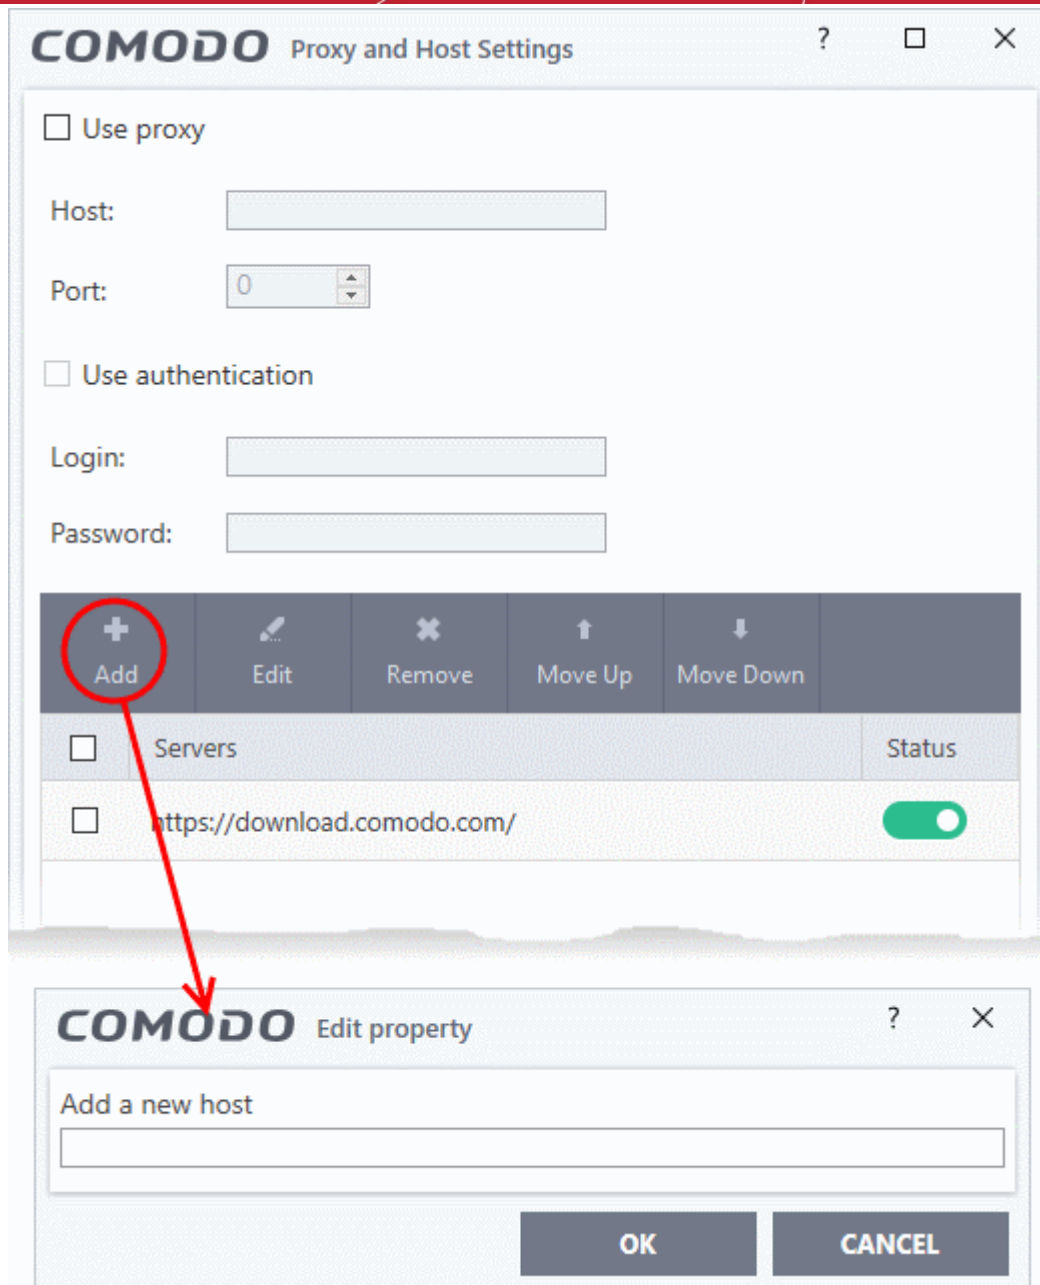 COMODO Proxy and Host Settings ?
Use proxy
Host:
Port: 0
Use authentication
Login:
Password:
Add Edit Remove Move Up Move Down
Servers Status
https://download.comodo.com/
COMODO Edit property ?
Add a new host
OK CANCEL